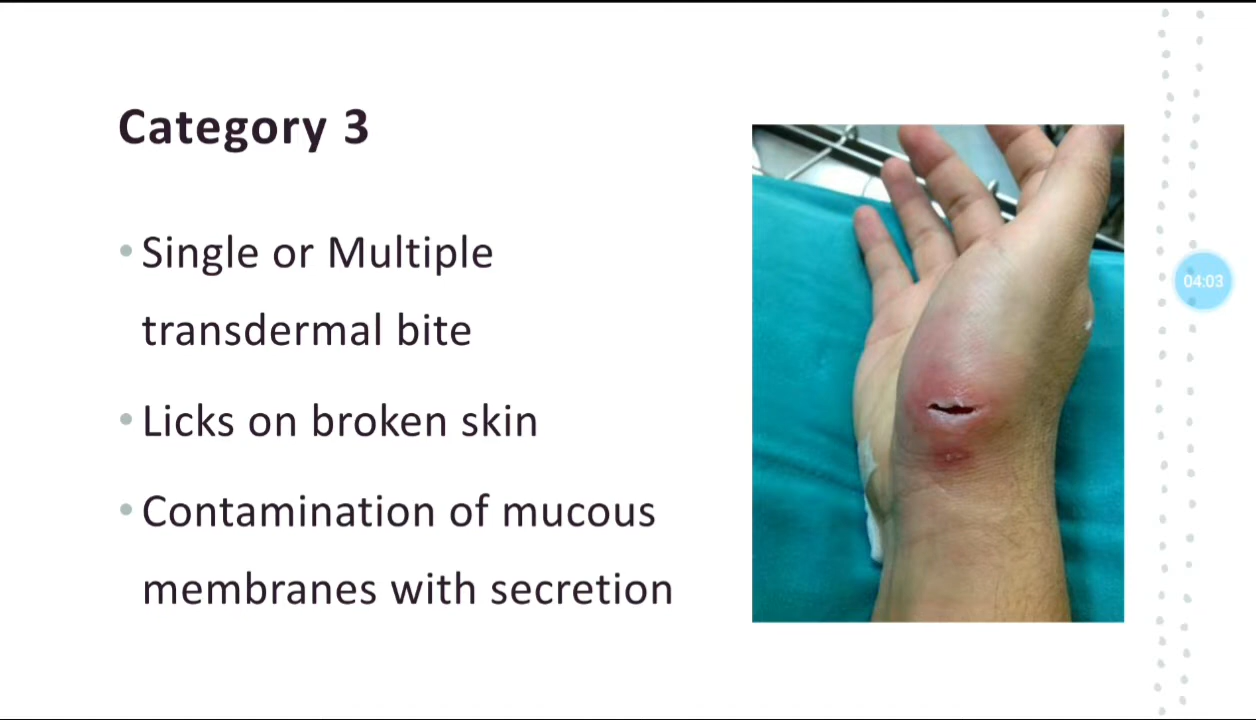 Category 3
• Single or Multiple
transdermal bite
• Licks on broken skin
• Contamination of mucous
membranes with secretion
04:03